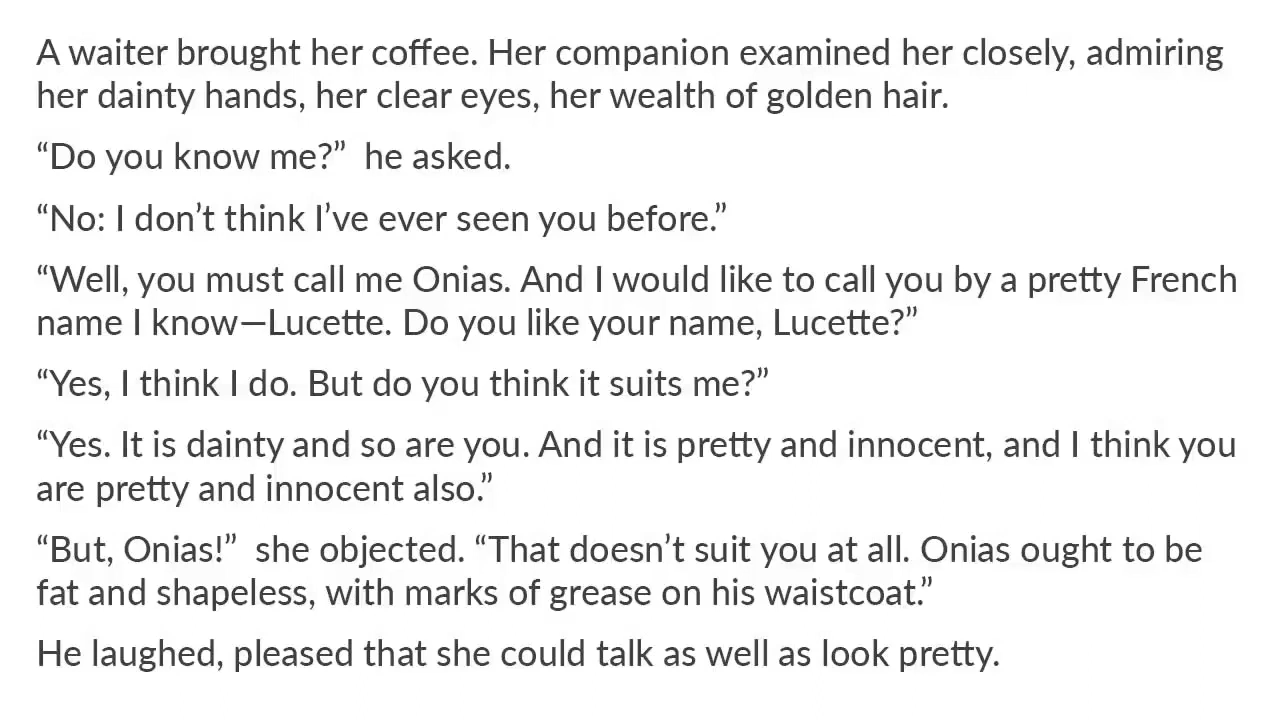 A waiter brought her coffee. Her companion examined her closely, admiring
her dainty hands, her clear eyes, her wealth of golden hair.
“Do you know me?”  he asked.
“No: I don’t think I’ve ever seen you before.”
“Well, you must call me Onias. And I would like to call you by a pretty French
name I know—Lucette. Do you like your name, Lucette?”
“Yes, I think I do. But do you think it suits me?”
“Yes. It is dainty and so are you. And it is pretty and innocent, and I think you
are pretty and innocent also.”
“But, Onias!”  she objected. “That doesn’t suit you at all. Onias ought to be
fat and shapeless, with marks of grease on his waistcoat.”
He laughed, pleased that she could talk as well as look pretty.